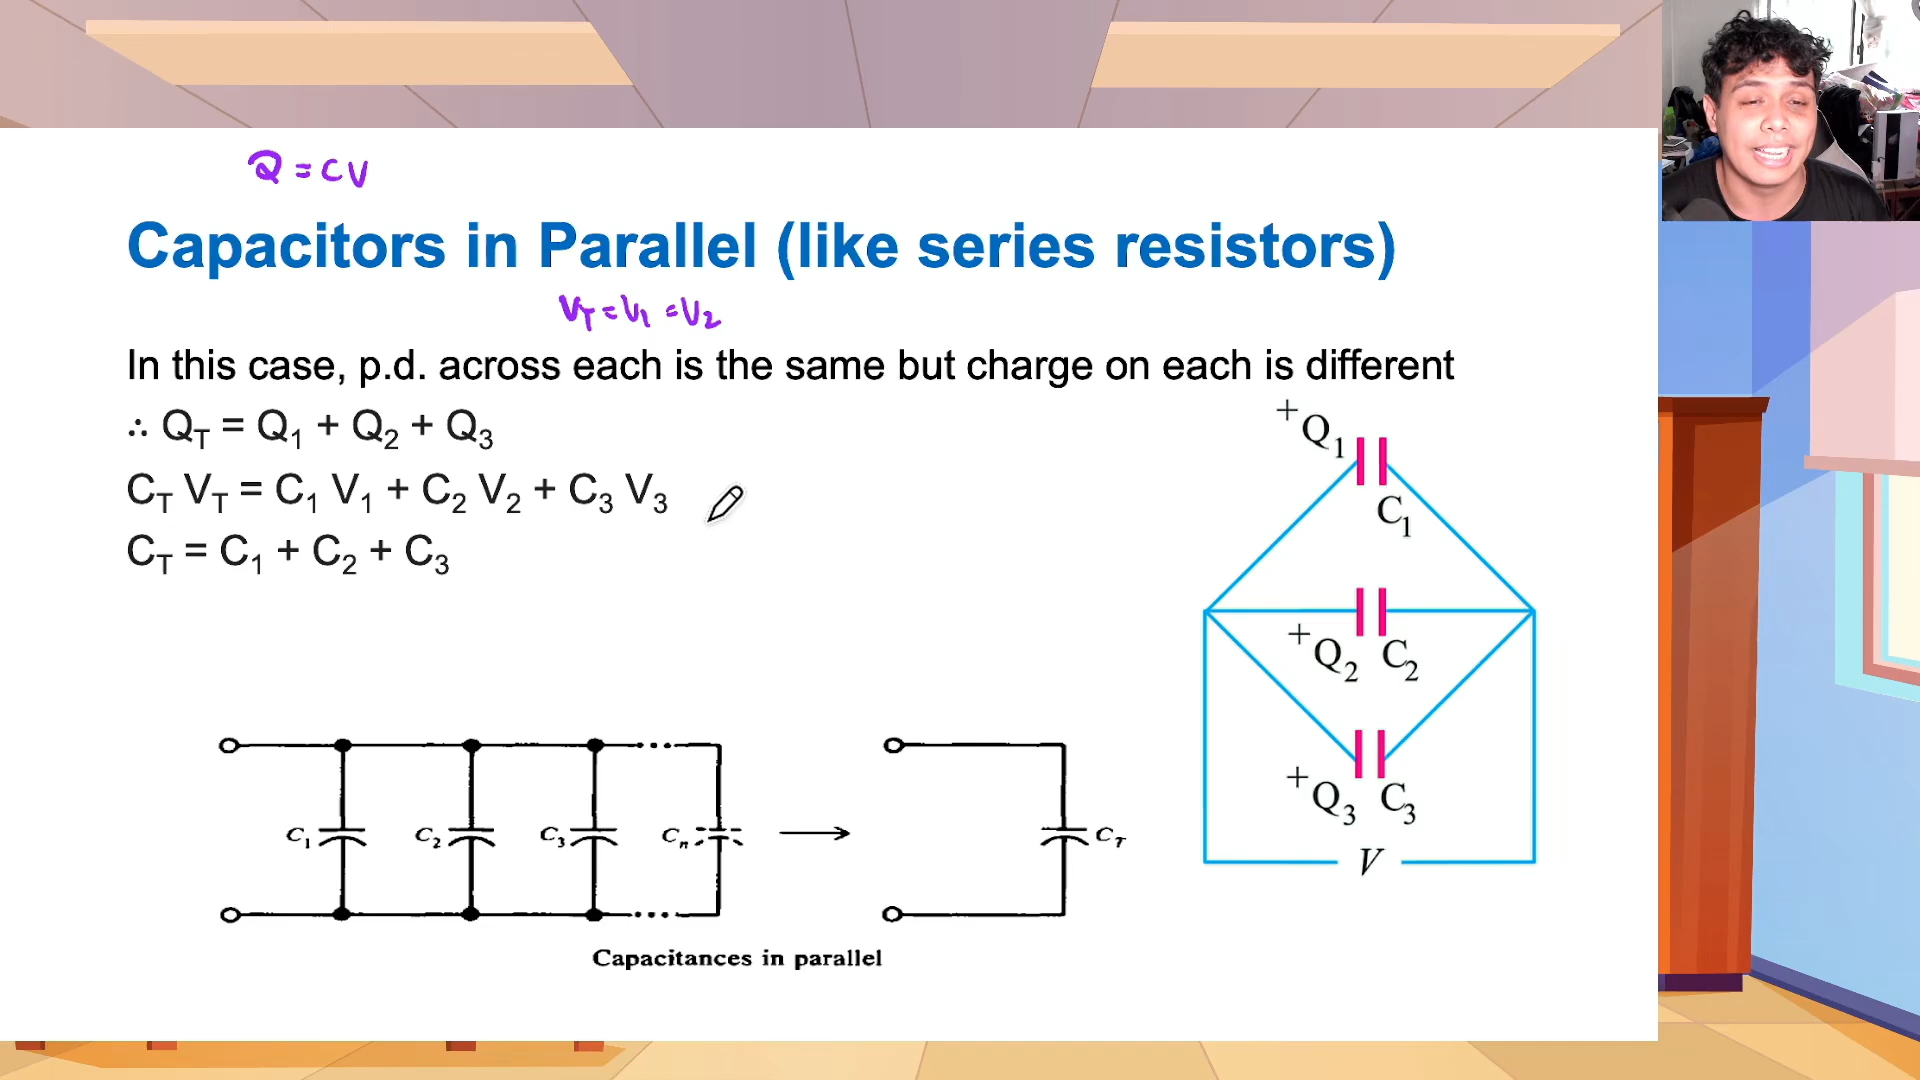 Q = CV
Capacitors in Parallel (like series resistors)
V_T = V_1 = V_2
In this case, p.d. across each is the same but charge on each is different
∴ Q_T = Q_1 + Q_2 + Q_3
C_T V_T = C_1 V_1 + C_2 V_2 + C_3 V_3
C_T = C_1 + C_2 + C_3
+Q_1
C_1
+Q_2 C_2
+Q_3 C_3
V
C_1 C_2 C_3 C_n C_T
Capacitances in parallel